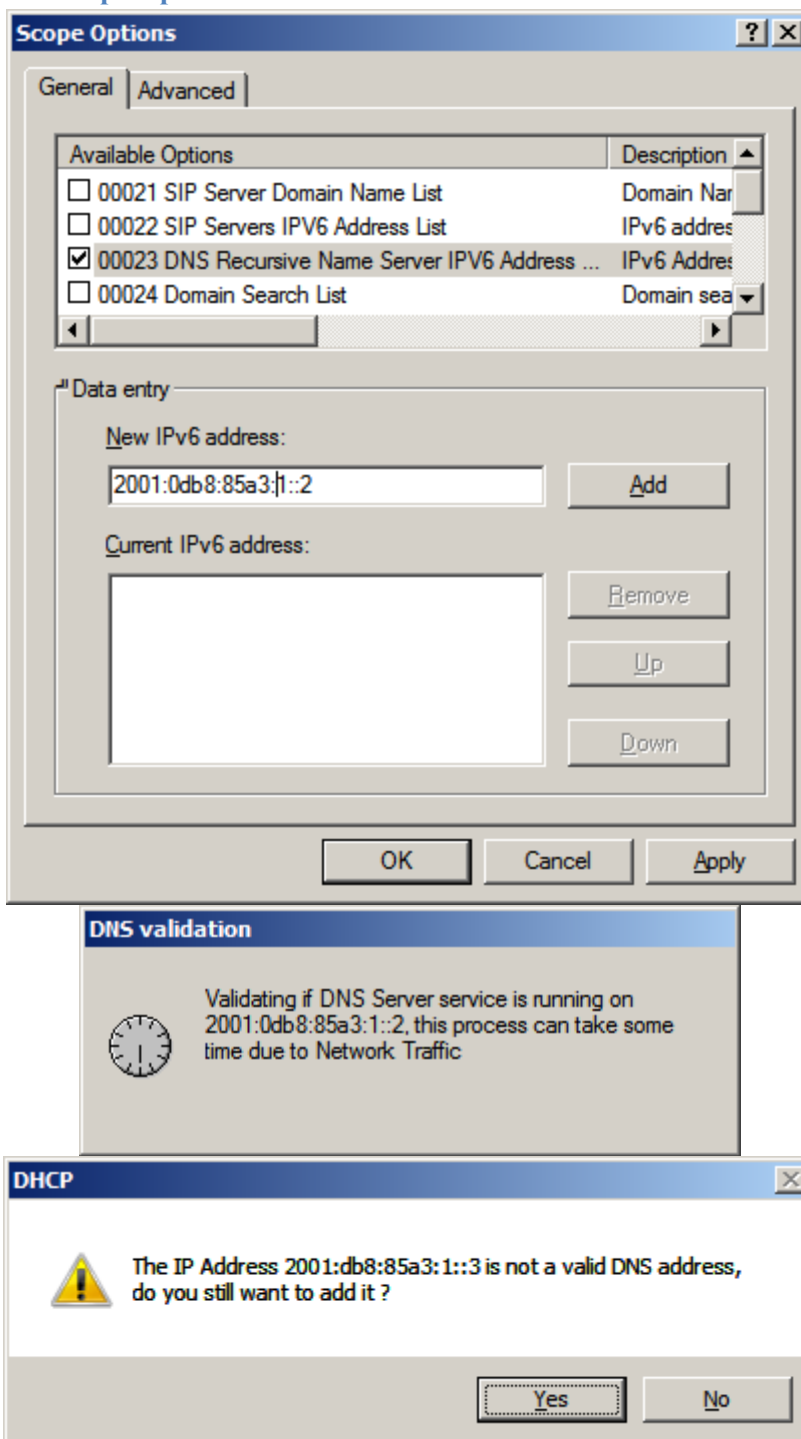 Scope Options
General
Advanced
Available Options Description
00021 SIP Server Domain Name List Domain Nar
00022 SIP Servers IPV6 Address List IPv6 addres
00023 DNS Recursive Name Server IPV6 Address ... IPv6 Addres
00024 Domain Search List Domain sea
Data entry
New IPv6 address:
2001:0db8:85a3:1::2 Add
Current IPv6 address:
Remove
Up
Down
OK Cancel Apply
DNS validation
Validating if DNS Server service is running on
2001:0db8:85a3:1::2, this process can take some
time due to Network Traffic
DHCP
The IP Address 2001:db8:85a3:1::3 is not a valid DNS address,
do you still want to add it ?
Yes No